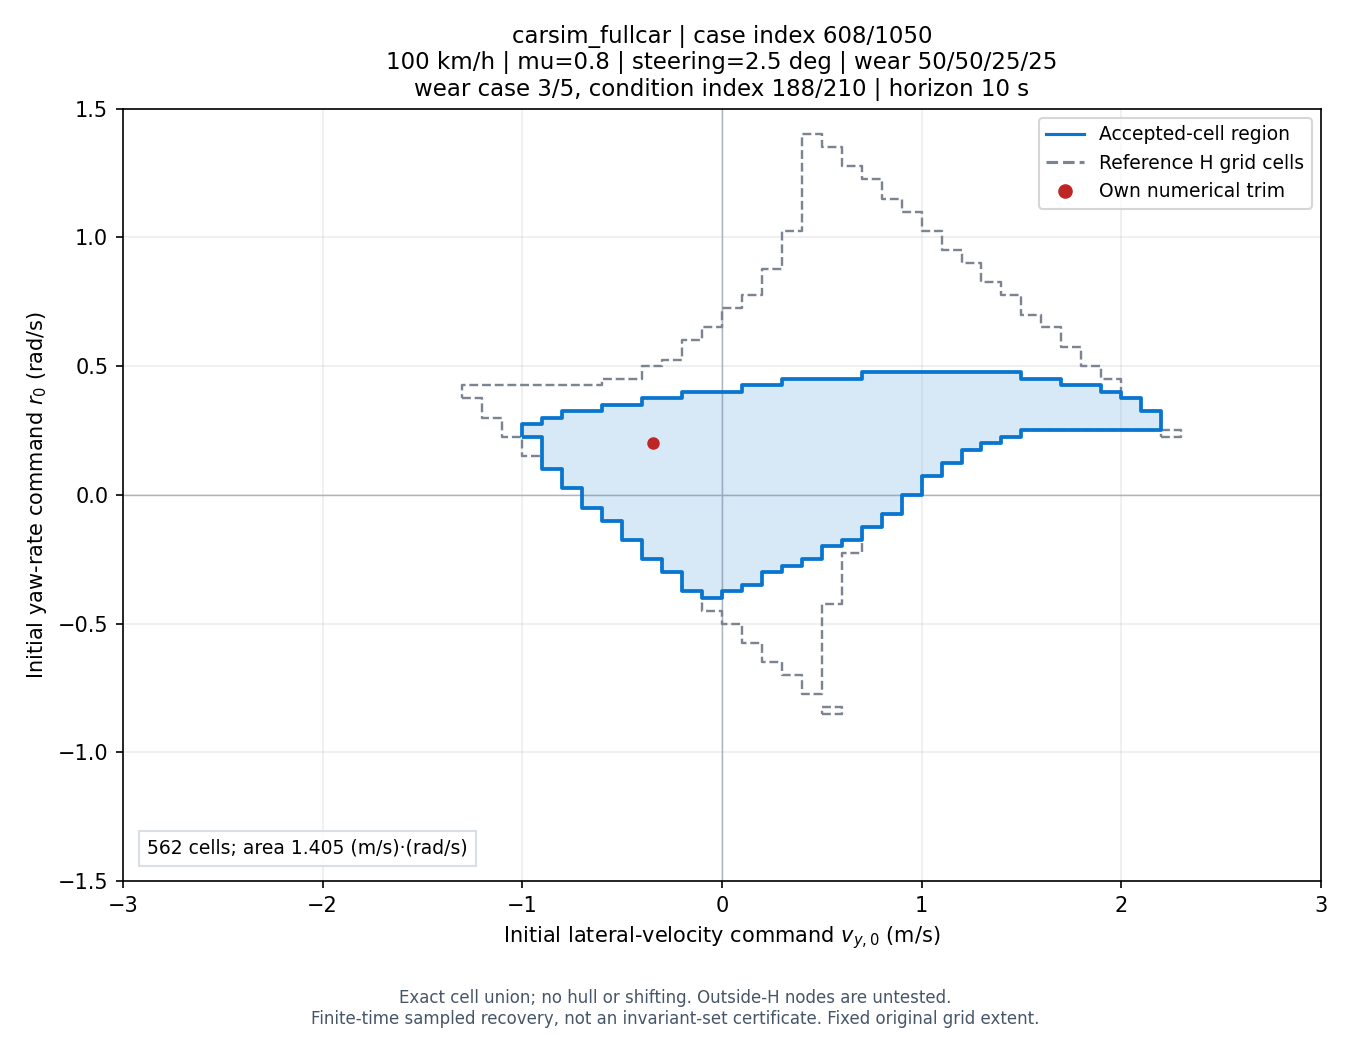 carsim_fullcar | case index 608/1050
100 km/h | mu=0.8 | steering=2.5 deg | wear 50/50/25/25
wear case 3/5, condition index 188/210 | horizon 10 s
Accepted-cell region
Reference H grid cells
Own numerical trim
1.5
1.0
0.5
0.0
−0.5
−1.0
−1.5
Initial yaw-rate command r₀ (rad/s)
562 cells; area 1.405 (m/s)·(rad/s)
−3
−2
−1
0
1
2
3
Initial lateral-velocity command v_{y,0} (m/s)
Exact cell union; no hull or shifting. Outside-H nodes are untested.
Finite-time sampled recovery, not an invariant-set certificate. Fixed original grid extent.